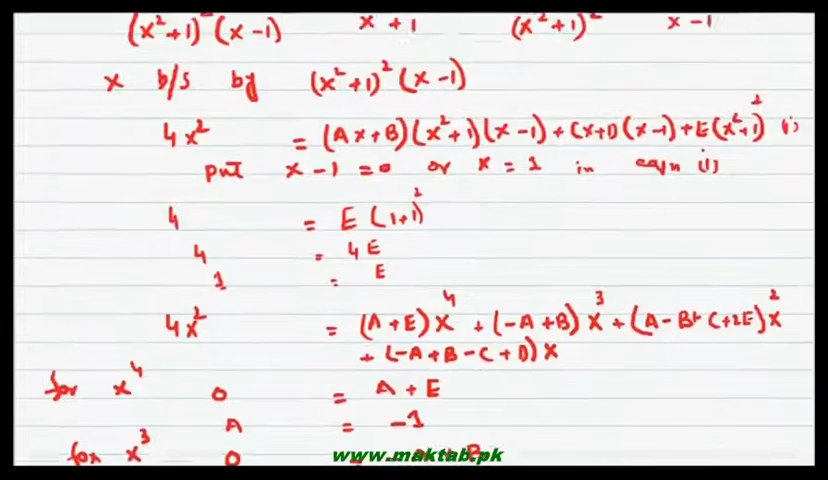 (x²+1)² (x-1) x²+1 (x²+1)² x-1
x b/s by (x²+1)² (x-1)
4x² = (Ax+B)(x²+1)(x-1)+Cx+D(x-1)+E(x²+1)² (i)
put x-1=0 or x=1 in eqn (i)
4 = E(1+1)²
4 = 4E
1 = E
4x² = (A+E)x⁴ + (-A+B)x³ + (A-B+C+2E)x²
+ (-A+B-C+D)x
for x⁴ 0 = A+E
A = -1
for x³ 0 =
www.maktab.pk